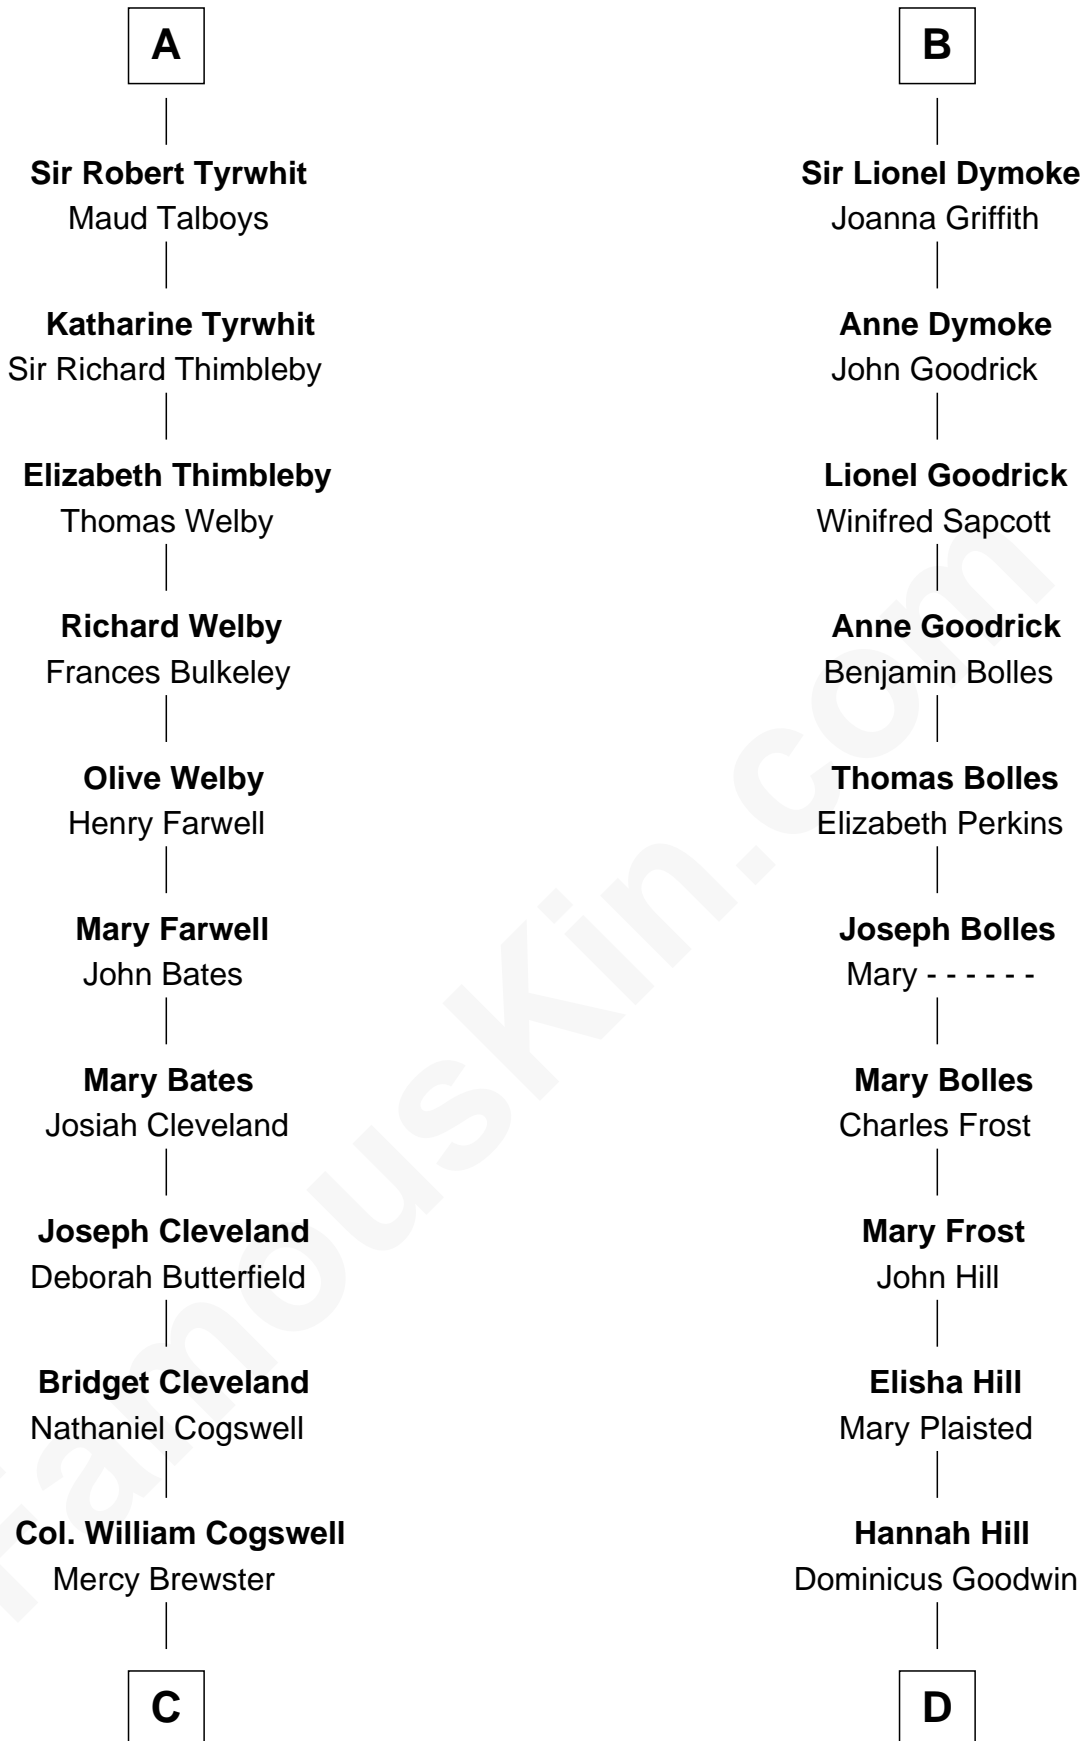 A
Sir Robert Tyrwhit
Maud Talboys
Katharine Tyrwhit
Sir Richard Thimbleby
Elizabeth Thimbleby
Thomas Welby
Richard Welby
Frances Bulkeley
Olive Welby
Henry Farwell
Mary Farwell
John Bates
Mary Bates
Josiah Cleveland
Joseph Cleveland
Deborah Butterfield
Bridget Cleveland
Nathaniel Cogswell
Col. William Cogswell
Mercy Brewster
C
B
Sir Lionel Dymoke
Joanna Griffith
Anne Dymoke
John Goodrick
Lionel Goodrick
Winifred Sapcott
Anne Goodrick
Benjamin Bolles
Thomas Bolles
Elizabeth Perkins
Joseph Bolles
Mary - - - - - -
Mary Bolles
Charles Frost
Mary Frost
John Hill
Elisha Hill
Mary Plaisted
Hannah Hill
Dominicus Goodwin
D
FamousKin.com